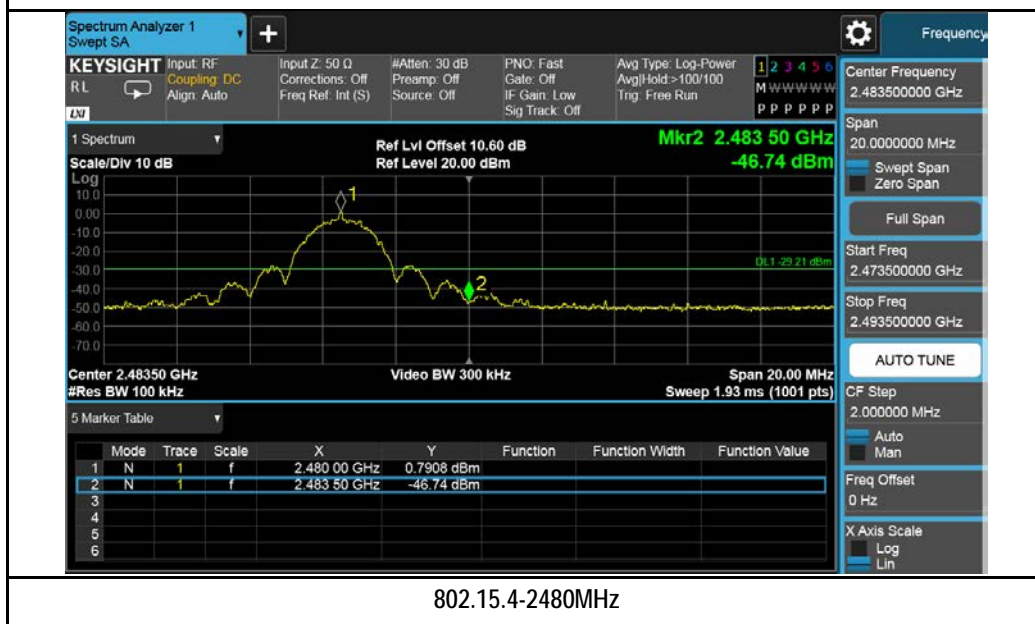 Spectrum Analyzer 1
Swept SA
+
Frequency
KEYSIGHT
RL
LXI
Input: RF
Coupling: DC
Align: Auto
Input Z: 50 Ω
Corrections: Off
Freq Ref: Int (S)
#Atten: 30 dB
Preamp: Off
Source: Off
PNO: Fast
Gate: Off
IF Gain: Low
Sig Track: Off
Avg Type: Log-Power
Avg|Hold:>100/100
Trig: Free Run
1 2 3 4 5 6
M W W W W W
P P P P P P
1 Spectrum
Scale/Div 10 dB
Ref Lvl Offset 10.60 dB
Ref Level 20.00 dBm
Mkr2 2.483 50 GHz
-46.74 dBm
Log
10.0
0.00
-10.0
-20.0
-30.0
-40.0
-50.0
-60.0
-70.0
1
2
DL1 -29.21 dBm
Center 2.48350 GHz
#Res BW 100 kHz
Video BW 300 kHz
Span 20.00 MHz
Sweep 1.93 ms (1001 pts)
5 Marker Table
Mode Trace Scale X Y Function Function Width Function Value
1 N 1 f 2.480 00 GHz 0.7908 dBm
2 N 1 f 2.483 50 GHz -46.74 dBm
3
4
5
6
Center Frequency
2.483500000 GHz
Span
20.0000000 MHz
Swept Span
Zero Span
Full Span
Start Freq
2.473500000 GHz
Stop Freq
2.493500000 GHz
AUTO TUNE
CF Step
2.000000 MHz
Auto
Man
Freq Offset
0 Hz
X Axis Scale
Log
Lin
802.15.4-2480MHz